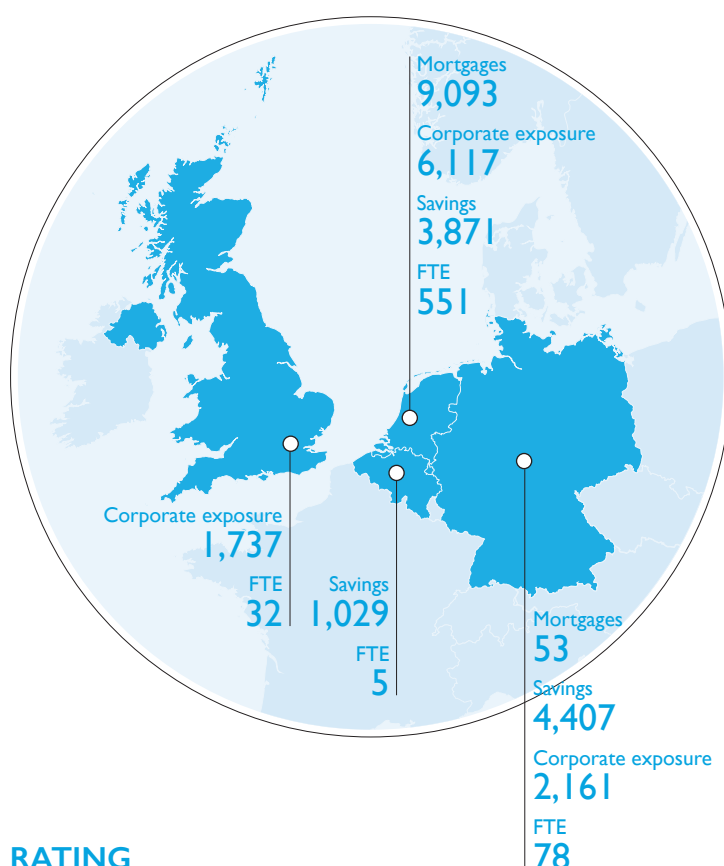 Mortgages
9,093
Corporate exposure
6,117
Savings
3,871
FTE
551
Corporate exposure
1,737
FTE
32
Savings
1,029
FTE
5
Mortgages
53
Savings
4,407
Corporate exposure
2,161
FTE
78
RATING